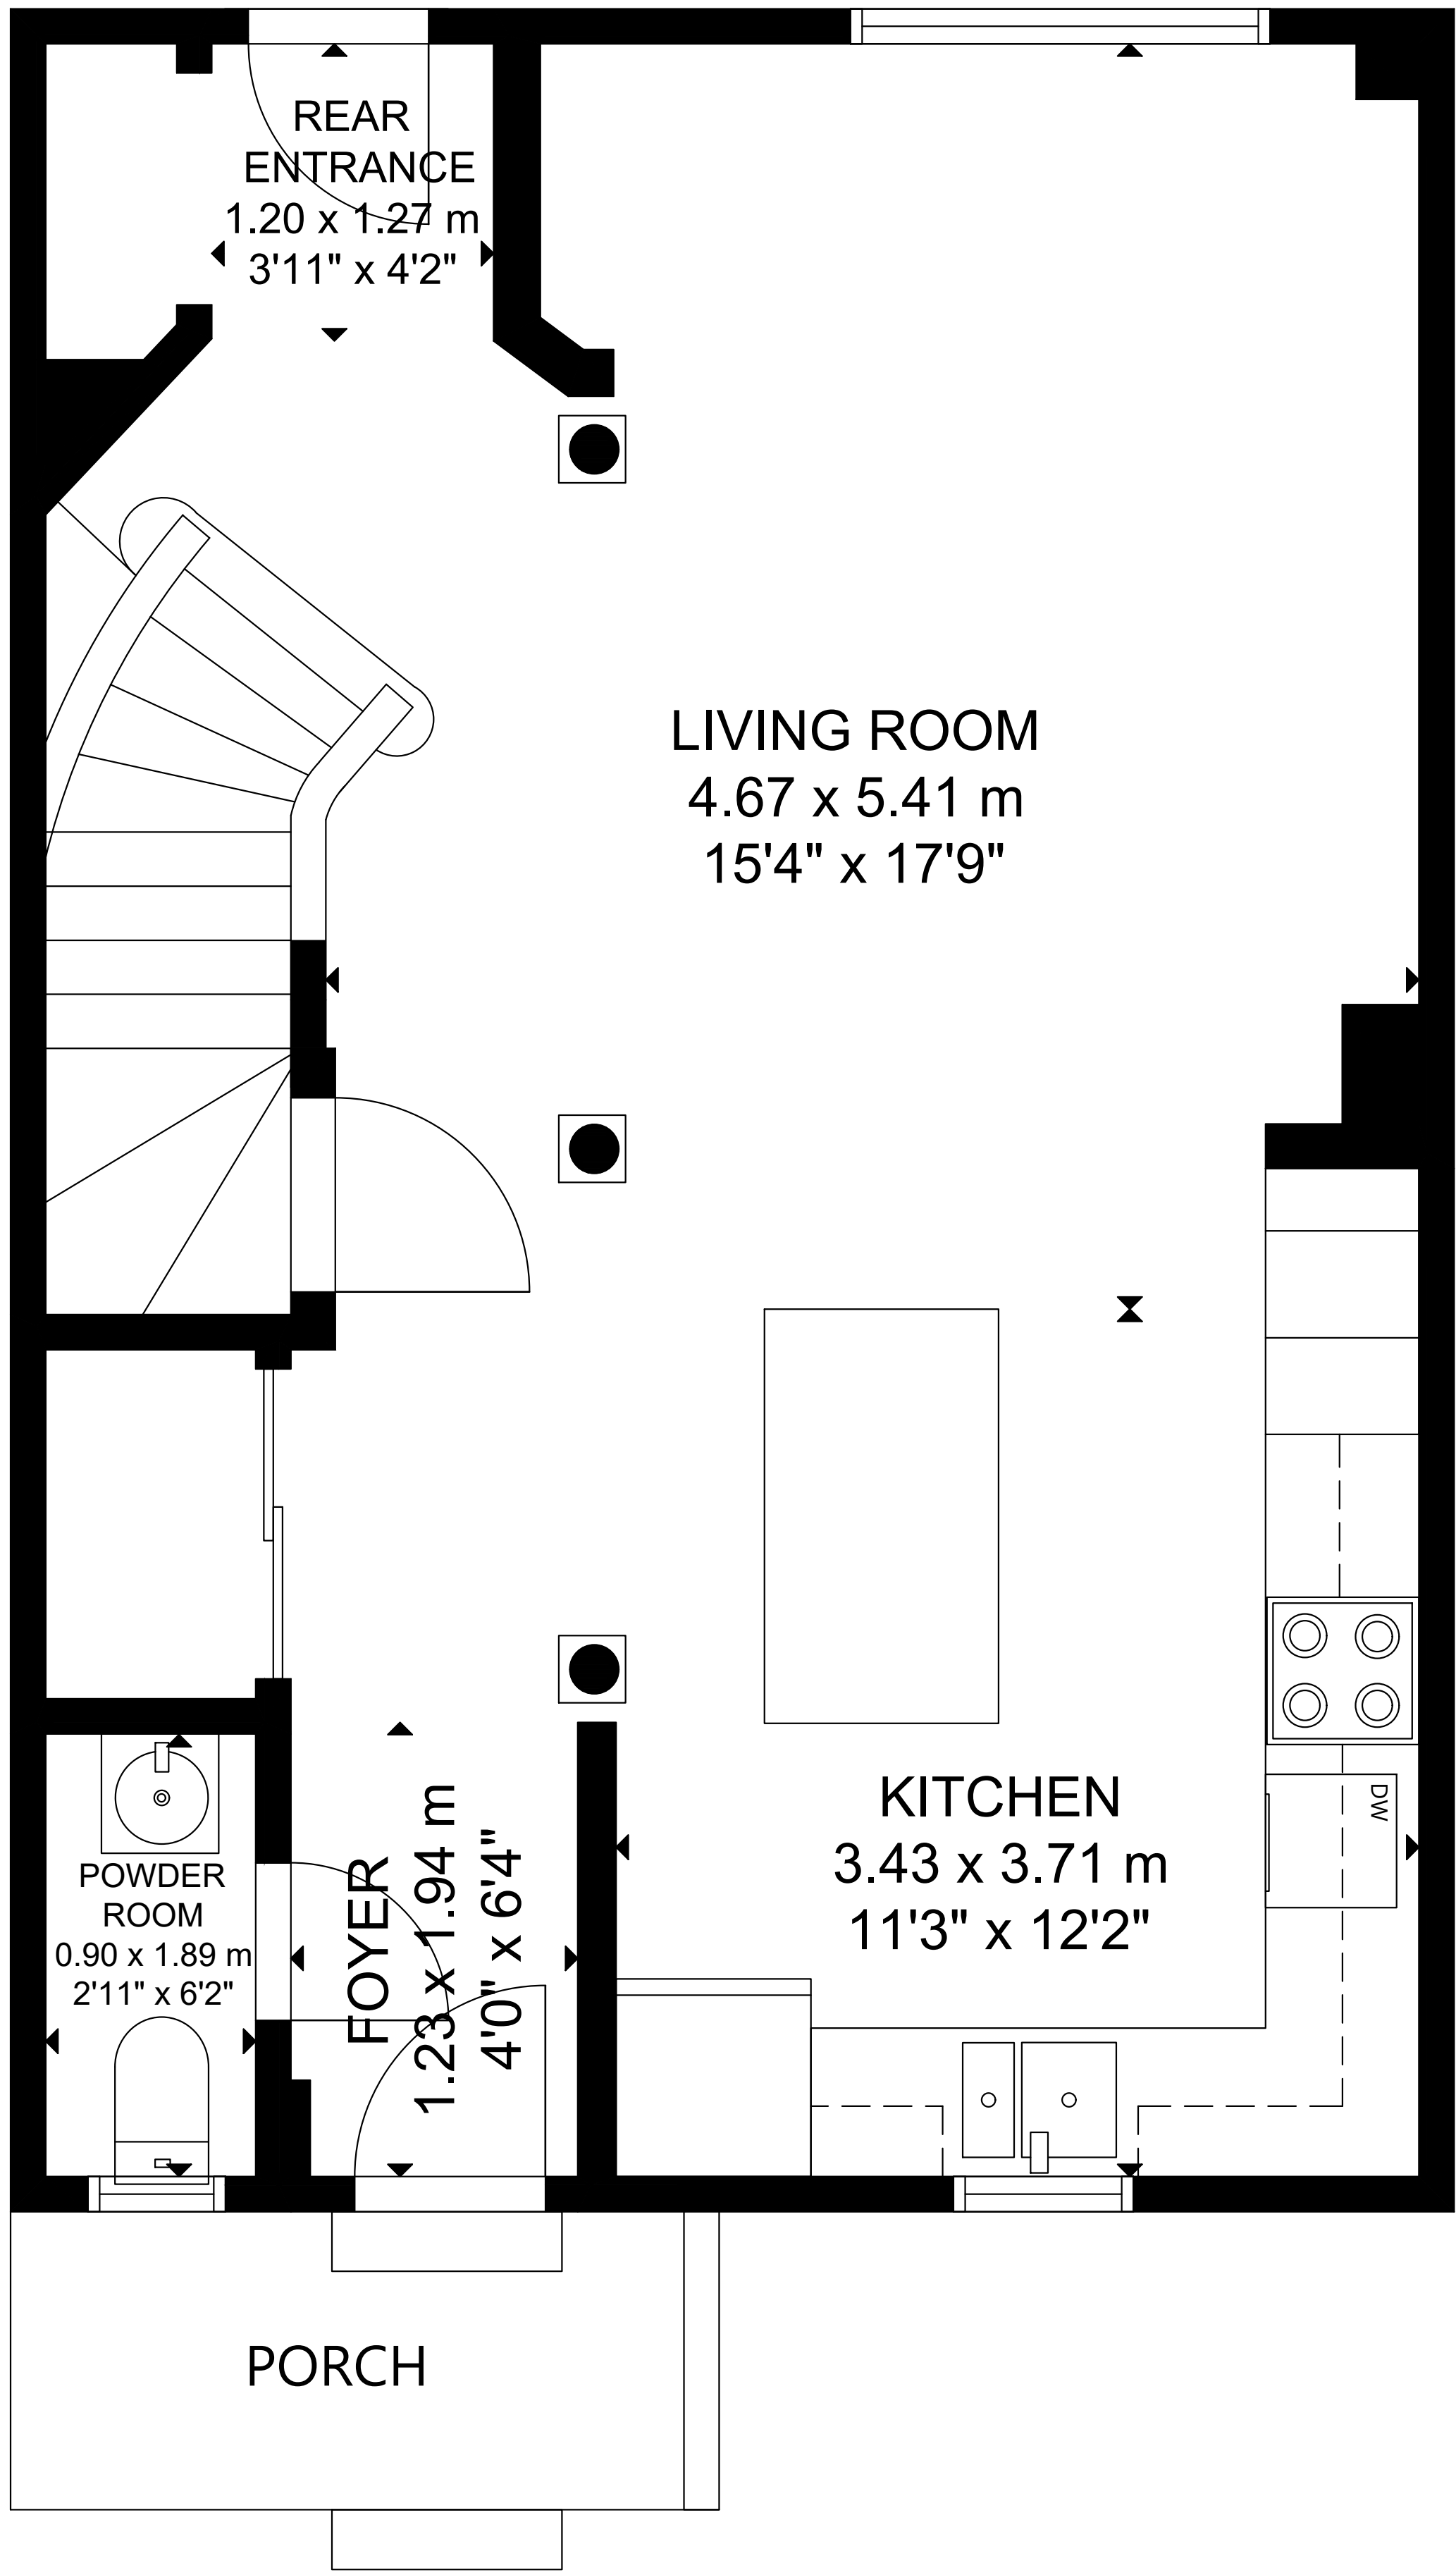 REAR
ENTRANCE
1.20 x 1.27 m
3'11" x 4'2"
LIVING ROOM
4.67 x 5.41 m
15'4" x 17'9"
KITCHEN
3.43 x 3.71 m
11'3" x 12'2"
DW
POWDER
ROOM
0.90 x 1.89 m
2'11" x 6'2"
FOYER
1.23 x 1.94 m
4'0" x 6'4"
PORCH